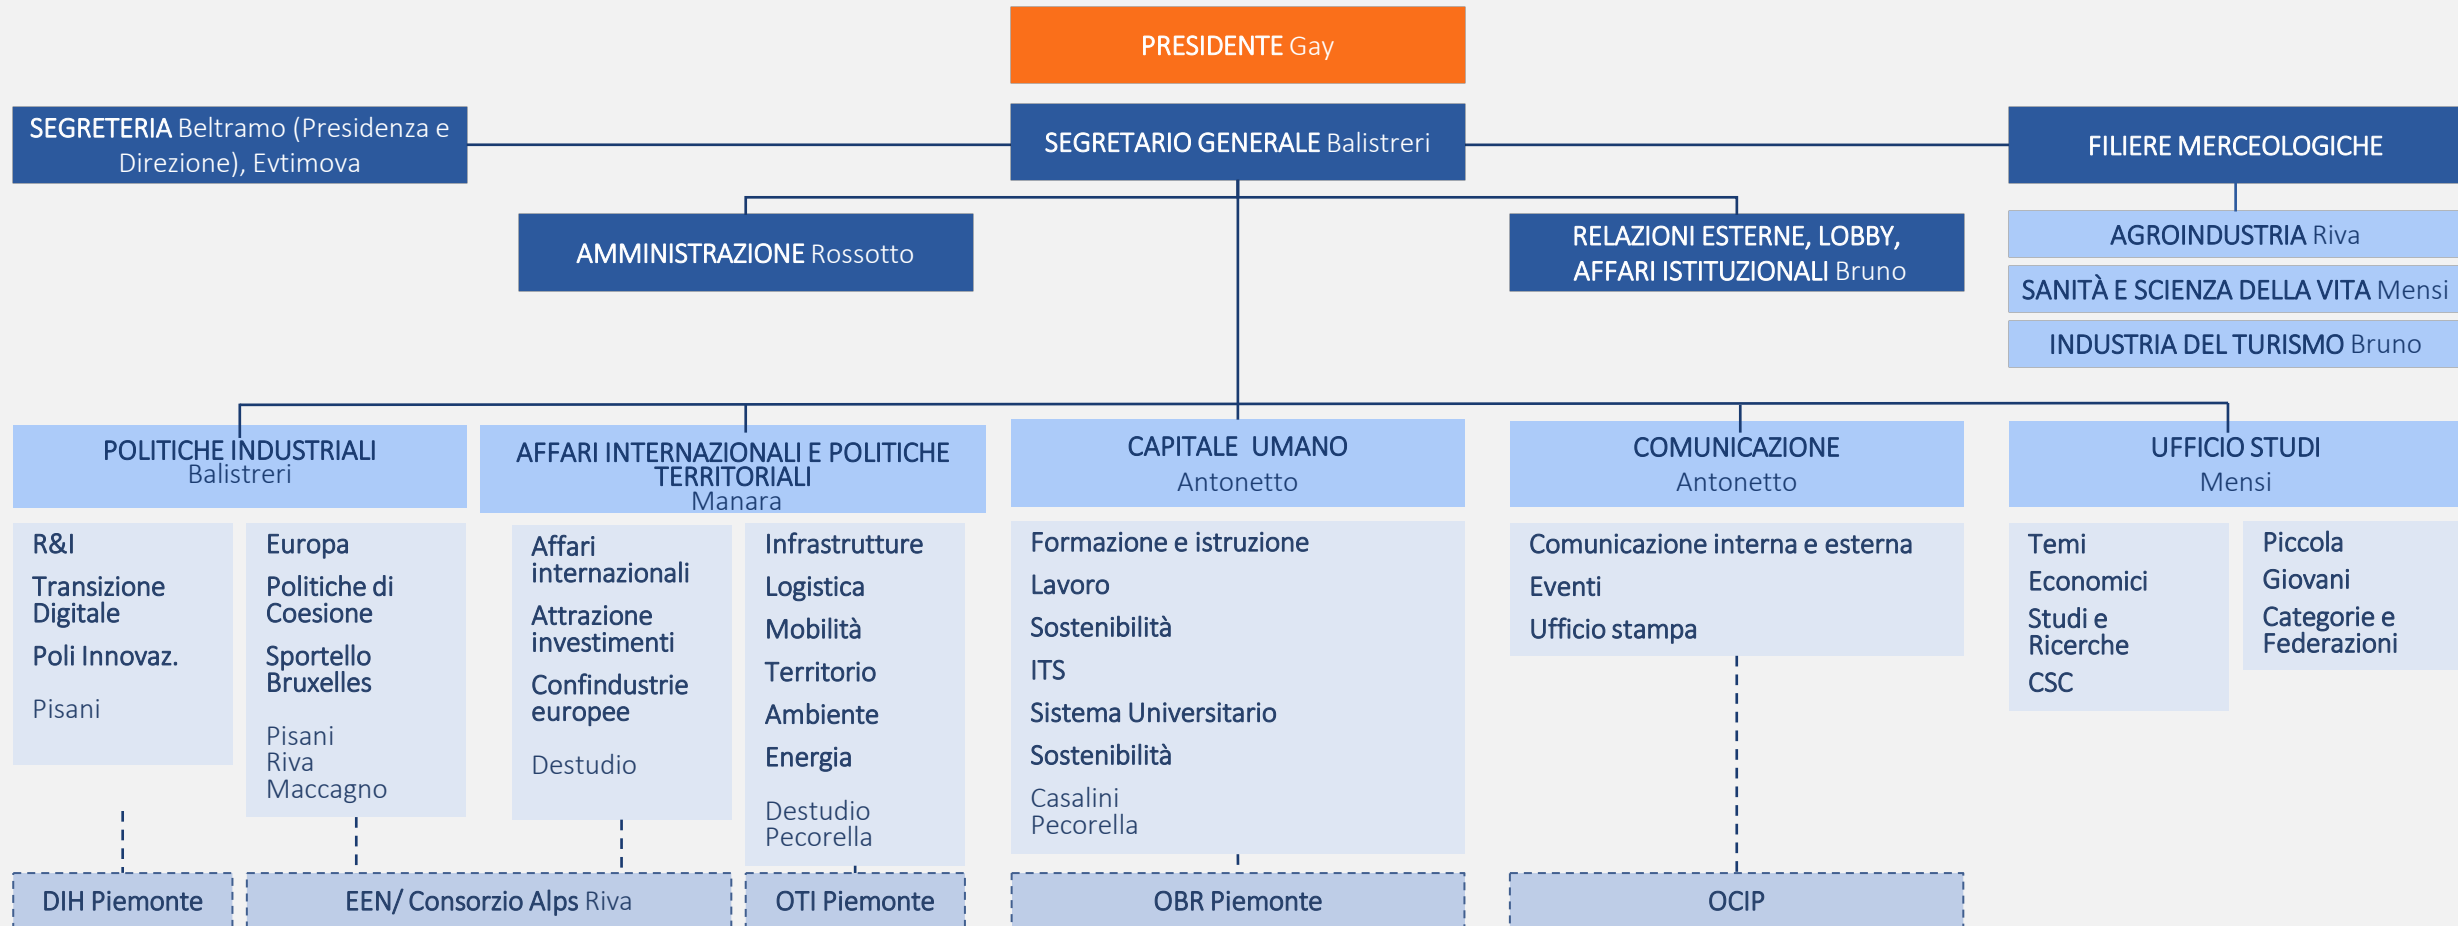 PRESIDENTE Gay
SEGRETERIA Beltramo (Presidenza e
Direzione), Evtimova
SEGRETARIO GENERALE Balistreri
FILIERE MERCEOLOGICHE
AMMINISTRAZIONE Rossotto
RELAZIONI ESTERNE, LOBBY,
AFFARI ISTITUZIONALI Bruno
AGROINDUSTRIA Riva
SANITÀ E SCIENZA DELLA VITA Mensi
INDUSTRIA DEL TURISMO Bruno
POLITICHE INDUSTRIALI
Balistreri
R&I
Transizione
Digitale
Poli Innovaz.
Pisani
Europa
Politiche di
Coesione
Sportello
Bruxelles
Pisani
Riva
Maccagno
AFFARI INTERNAZIONALI E POLITICHE
TERRITORIALI
Manara
Affari
internazionali
Attrazione
investimenti
Confindustrie
europee
Destudio
Infrastrutture
Logistica
Mobilità
Territorio
Ambiente
Energia
Destudio
Pecorella
CAPITALE UMANO
Antonetto
Formazione e istruzione
Lavoro
Sostenibilità
ITS
Sistema Universitario
Sostenibilità
Casalini
Pecorella
COMUNICAZIONE
Antonetto
Comunicazione interna e esterna
Eventi
Ufficio stampa
UFFICIO STUDI
Mensi
Temi
Economici
Studi e
Ricerche
CSC
Piccola
Giovani
Categorie e
Federazioni
DIH Piemonte
EEN/ Consorzio Alps Riva
OTI Piemonte
OBR Piemonte
OCIP